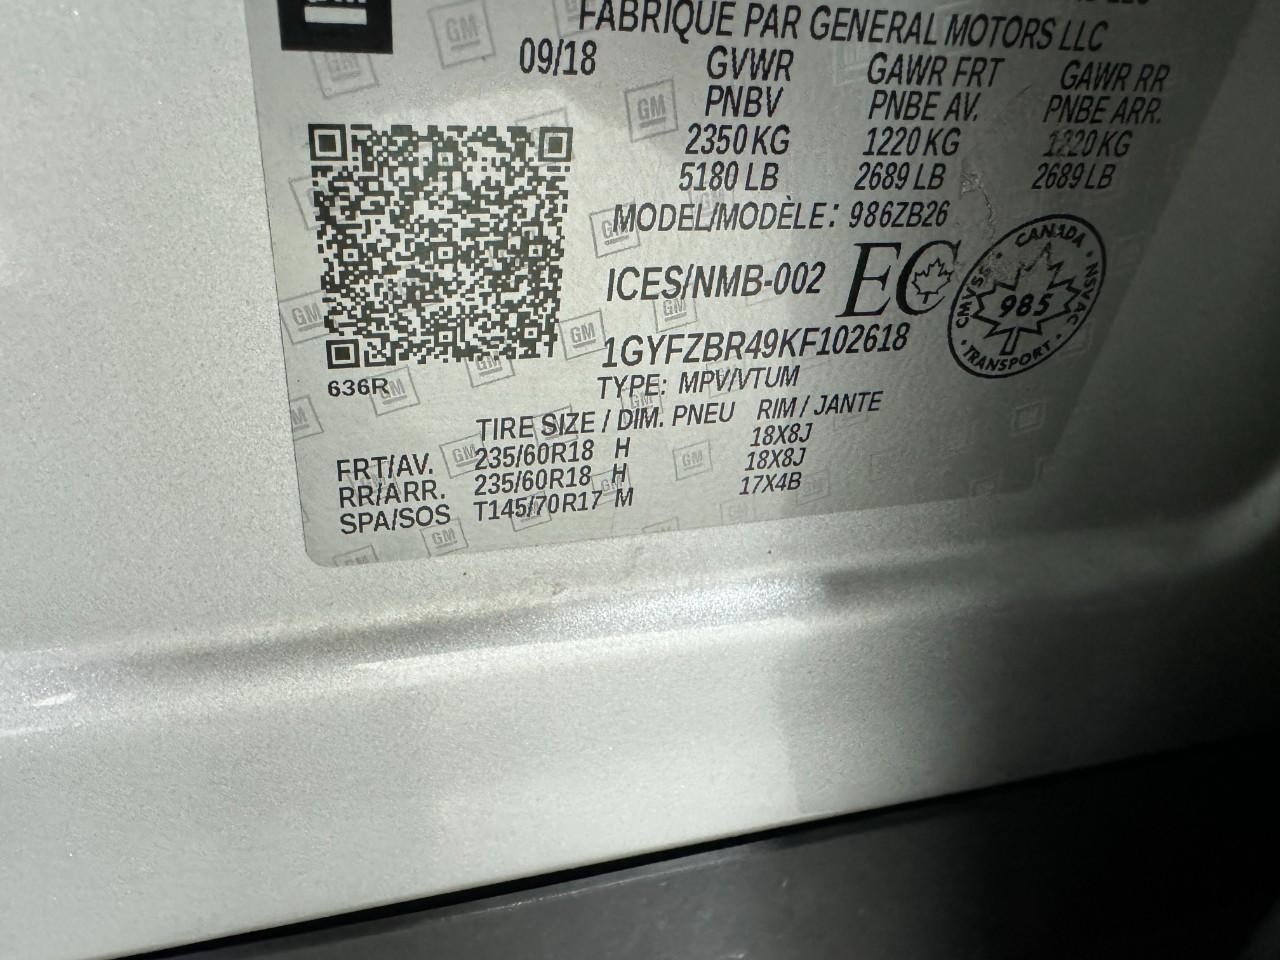 GM
FABRIQUE PAR GENERAL MOTORS LLC
09/18 GVWR GAWR FRT GAWR RR
PNBV PNBE AV. PNBE ARR.
2350 KG 1220 KG 1220 KG
5180 LB 2689 LB 2689 LB
MODEL/MODÈLE: 986ZB26
ICES/NMB-002 EC
CANADA
CMVSS
NSVAC
985
TRANSPORT
1GYFZBR49KF102618
636R
TYPE: MPV/VTUM
TIRE SIZE / DIM. PNEU RIM / JANTE
FRT/AV. 235/60R18 H 18X8J
RR/ARR. 235/60R18 H 18X8J
SPA/SOS T145/70R17 M 17X4B